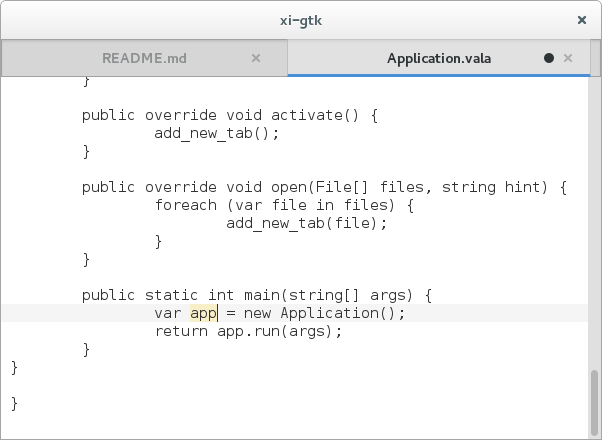 xi-gtk ×
README.md × Application.vala ● ×
}
public override void activate() {
add_new_tab();
}
public override void open(File[] files, string hint) {
foreach (var file in files) {
add_new_tab(file);
}
}
public static int main(string[] args) {
var app = new Application();
return app.run(args);
}
}
}